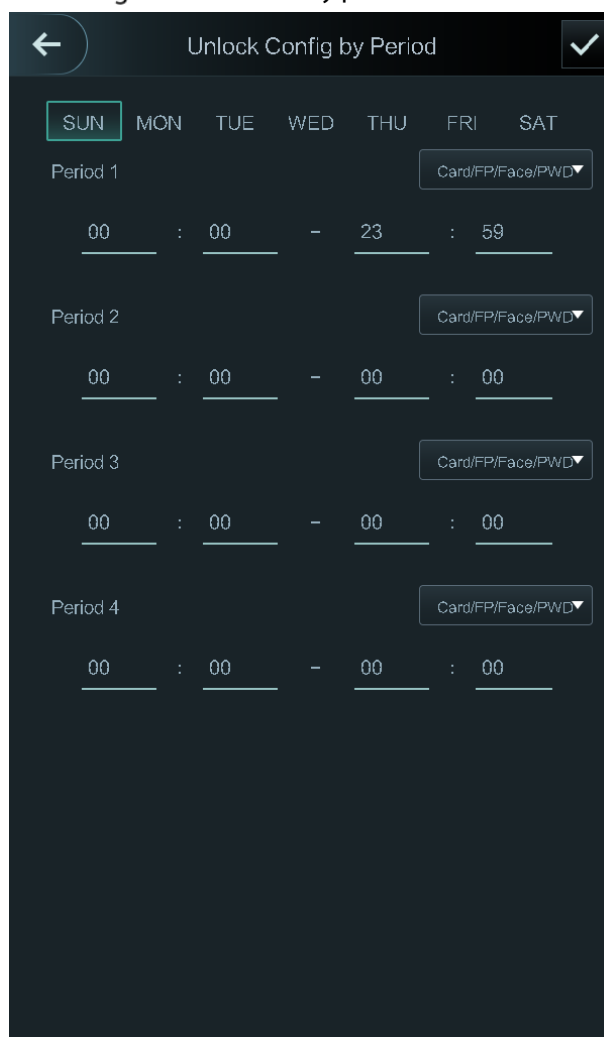 Unlock Config by Period
SUN MON TUE WED THU FRI SAT
Period 1 Card/FP/Face/PWD
00 : 00 – 23 : 59
Period 2 Card/FP/Face/PWD
00 : 00 – 00 : 00
Period 3 Card/FP/Face/PWD
00 : 00 – 00 : 00
Period 4 Card/FP/Face/PWD
00 : 00 – 00 : 00